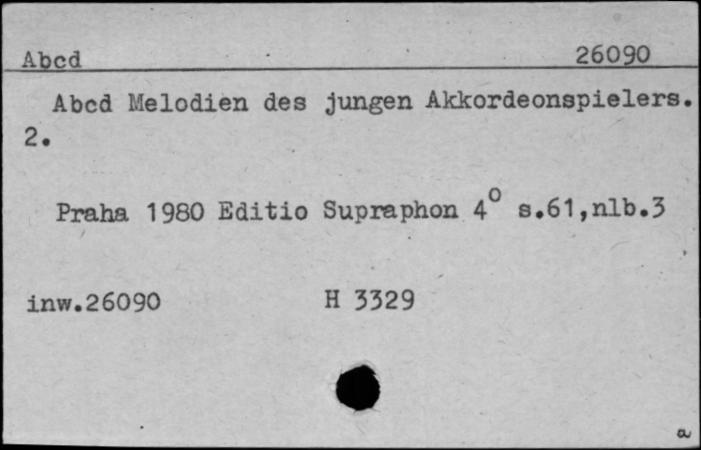 Abcd 26090
Abcd Melodien des jungen Akkordeonspielers.
2.
Praha 1980 Editio Supraphon 4° s.61,nlb.3
inw.26090 H 3329
a